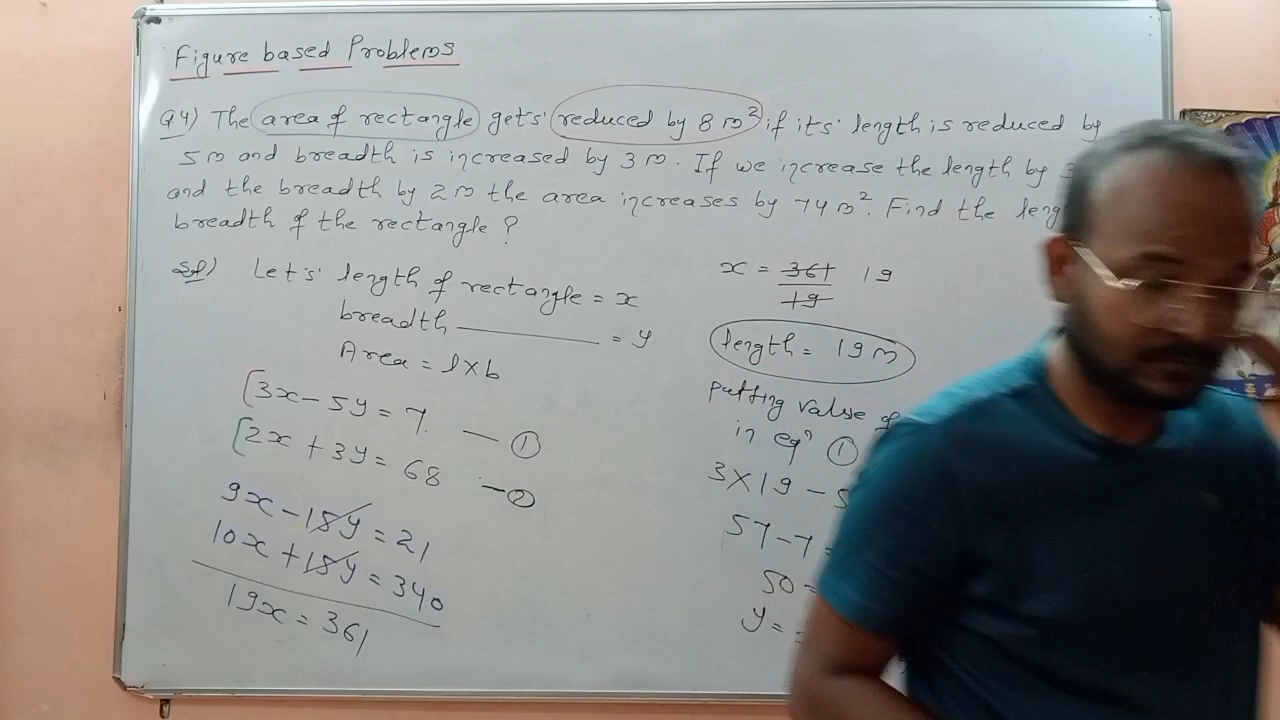 Figure based Problems
Q4) The area of rectangle gets reduced by 8 m² if its length is reduced by
5 m and breadth is increased by 3 m. If we increase the length by 3
and the breadth by 2 m the area increases by 74 m². Find the
breadth of the rectangle ?
Sol) Let's length of rectangle = x
breadth ——— = y
Area = l×b
3x - 5y = 7 — ①
2x + 3y = 68 — ②
9x - 15y = 21
10x + 15y = 340
19x = 361
x = 361/19 19
length = 19 m
Putting value of
in eqn ①
3×19 - 5
57 - 7 =
50 =
y =